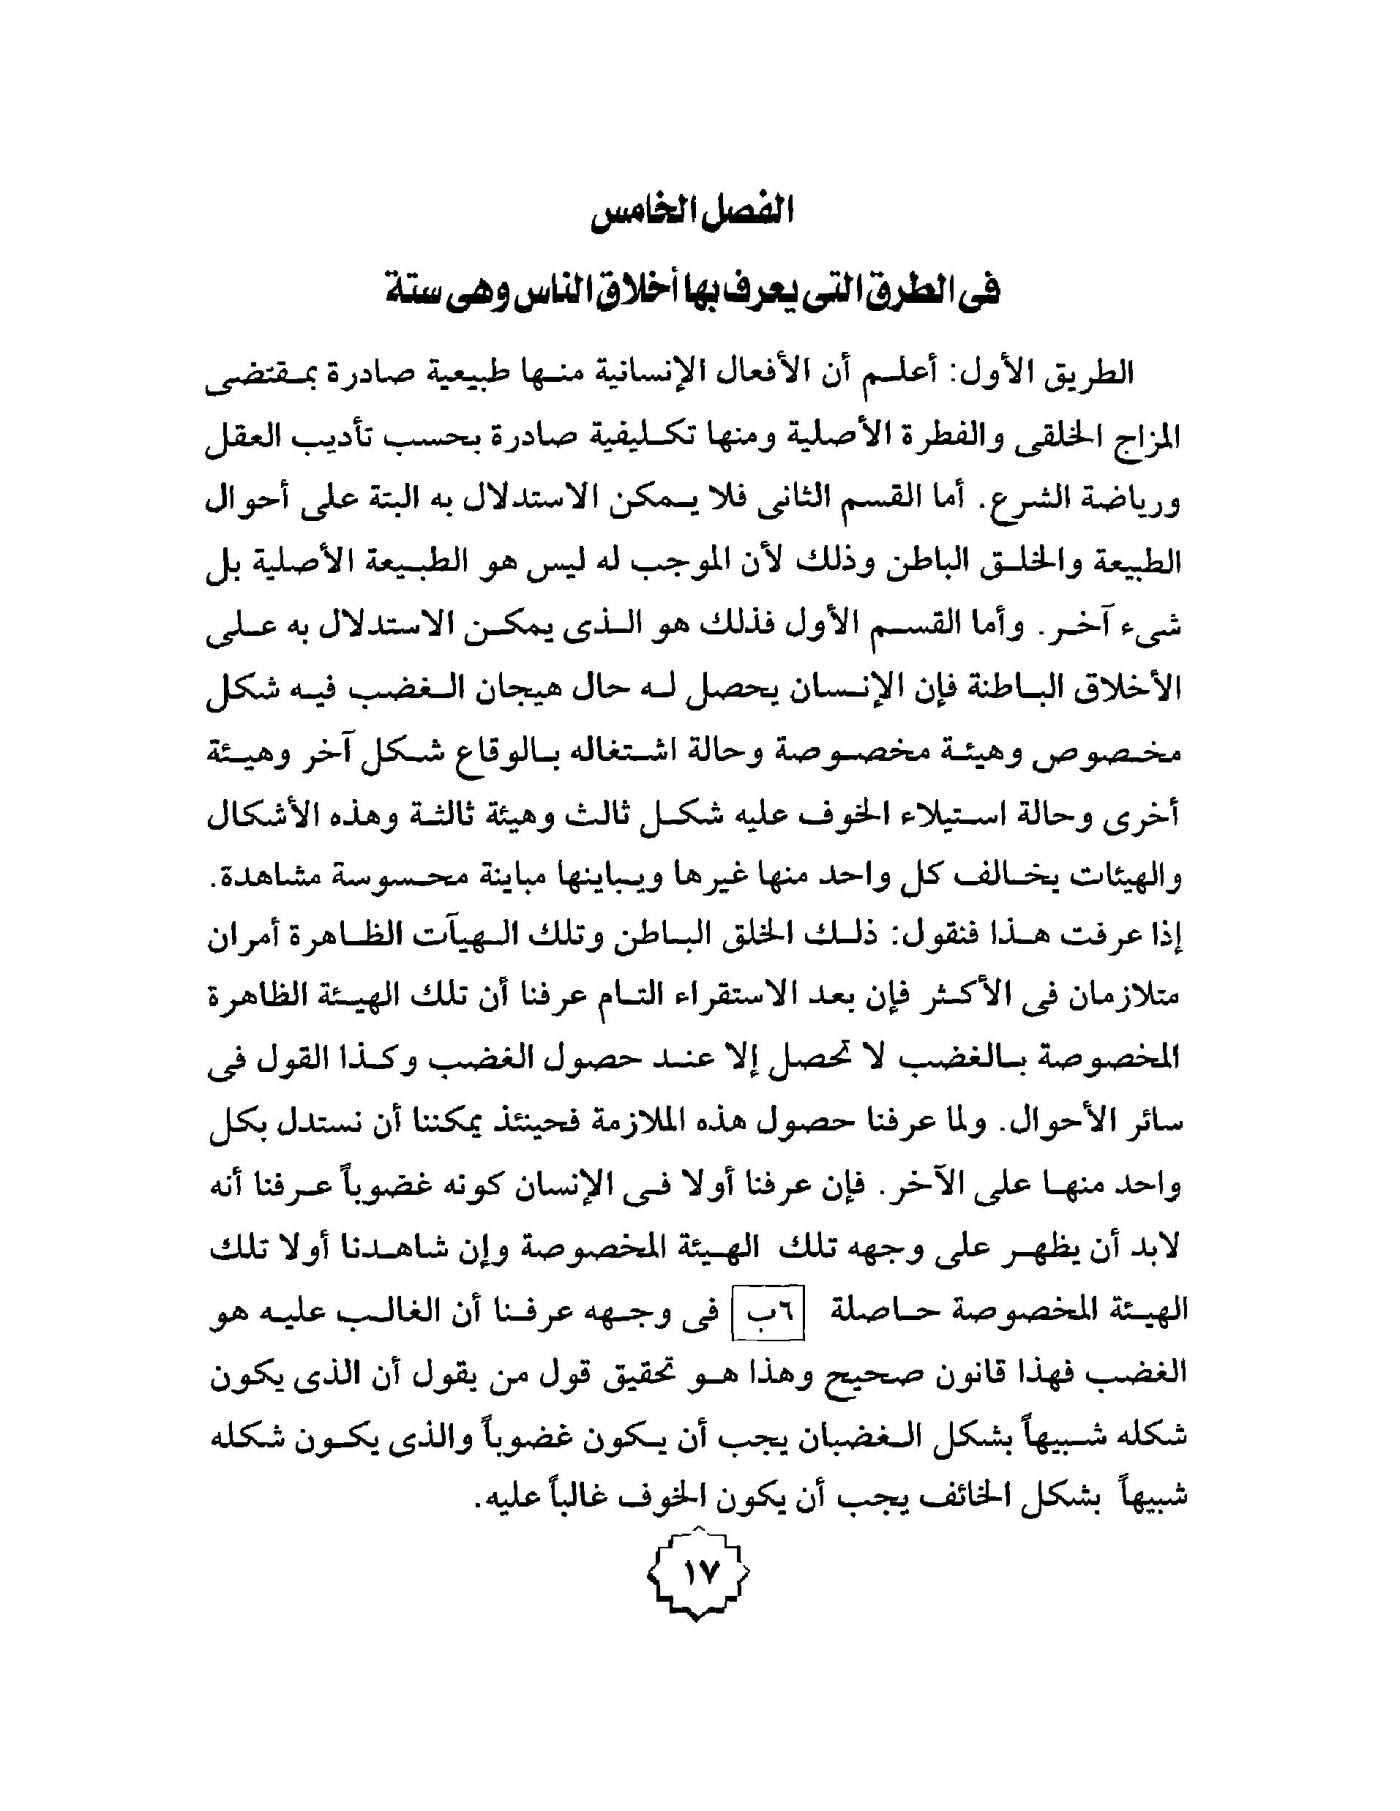 الفصل الخامس
فى الطرق التى يعرف بها أخلاق الناس وهى ستة
الطريق الأول: أعلم أن الأفعال الإنسانية منها طبيعية صادرة بمقتضى
المزاج الخلقى والفطرة الأصلية ومنها تكليفية صادرة بحسب تأديب العقل
ورياضة الشرع. أما القسم الثانى فلا يمكن الاستدلال به البتة على أحوال
الطبيعة والخلق الباطن وذلك لأن الموجب له ليس هو الطبيعة الأصلية بل
شىء آخر. وأما القسم الأول فذلك هو الذى يمكن الاستدلال به على
الأخلاق الباطنة فإن الإنسان يحصل له حال هيجان الغضب فيه شكل
مخصوص وهيئة مخصوصة وحالة اشتغاله بالوقاع شكل آخر وهيئة
أخرى وحالة استيلاء الخوف عليه شكل ثالث وهيئة ثالثة وهذه الأشكال
والهيئات يخالف كل واحد منها غيرها ويباينها مباينة محسوسة مشاهدة.
إذا عرفت هذا فنقول: ذلك الخلق الباطن وتلك الهيآت الظاهرة أمران
متلازمان فى الأكثر فإن بعد الاستقراء التام عرفنا أن تلك الهيئة الظاهرة
المخصوصة بالغضب لا تحصل إلا عند حصول الغضب وكذا القول فى
سائر الأحوال. ولما عرفنا حصول هذه الملازمة فحينئذ يمكننا أن نستدل بكل
واحد منها على الآخر. فإن عرفنا أولا فى الإنسان كونه غضوباً عرفنا أنه
لابد أن يظهر على وجهه تلك الهيئة المخصوصة وإن شاهدنا أولا تلك
الهيئة المخصوصة حاصلة ٦ب فى وجهه عرفنا أن الغالب عليه هو
الغضب فهذا قانون صحيح وهذا هو تحقيق قول من يقول أن الذى يكون
شكله شبيهاً بشكل الغضبان يجب أن يكون غضوباً والذى يكون شكله
شبيهاً بشكل الخائف يجب أن يكون الخوف غالباً عليه.
١٧